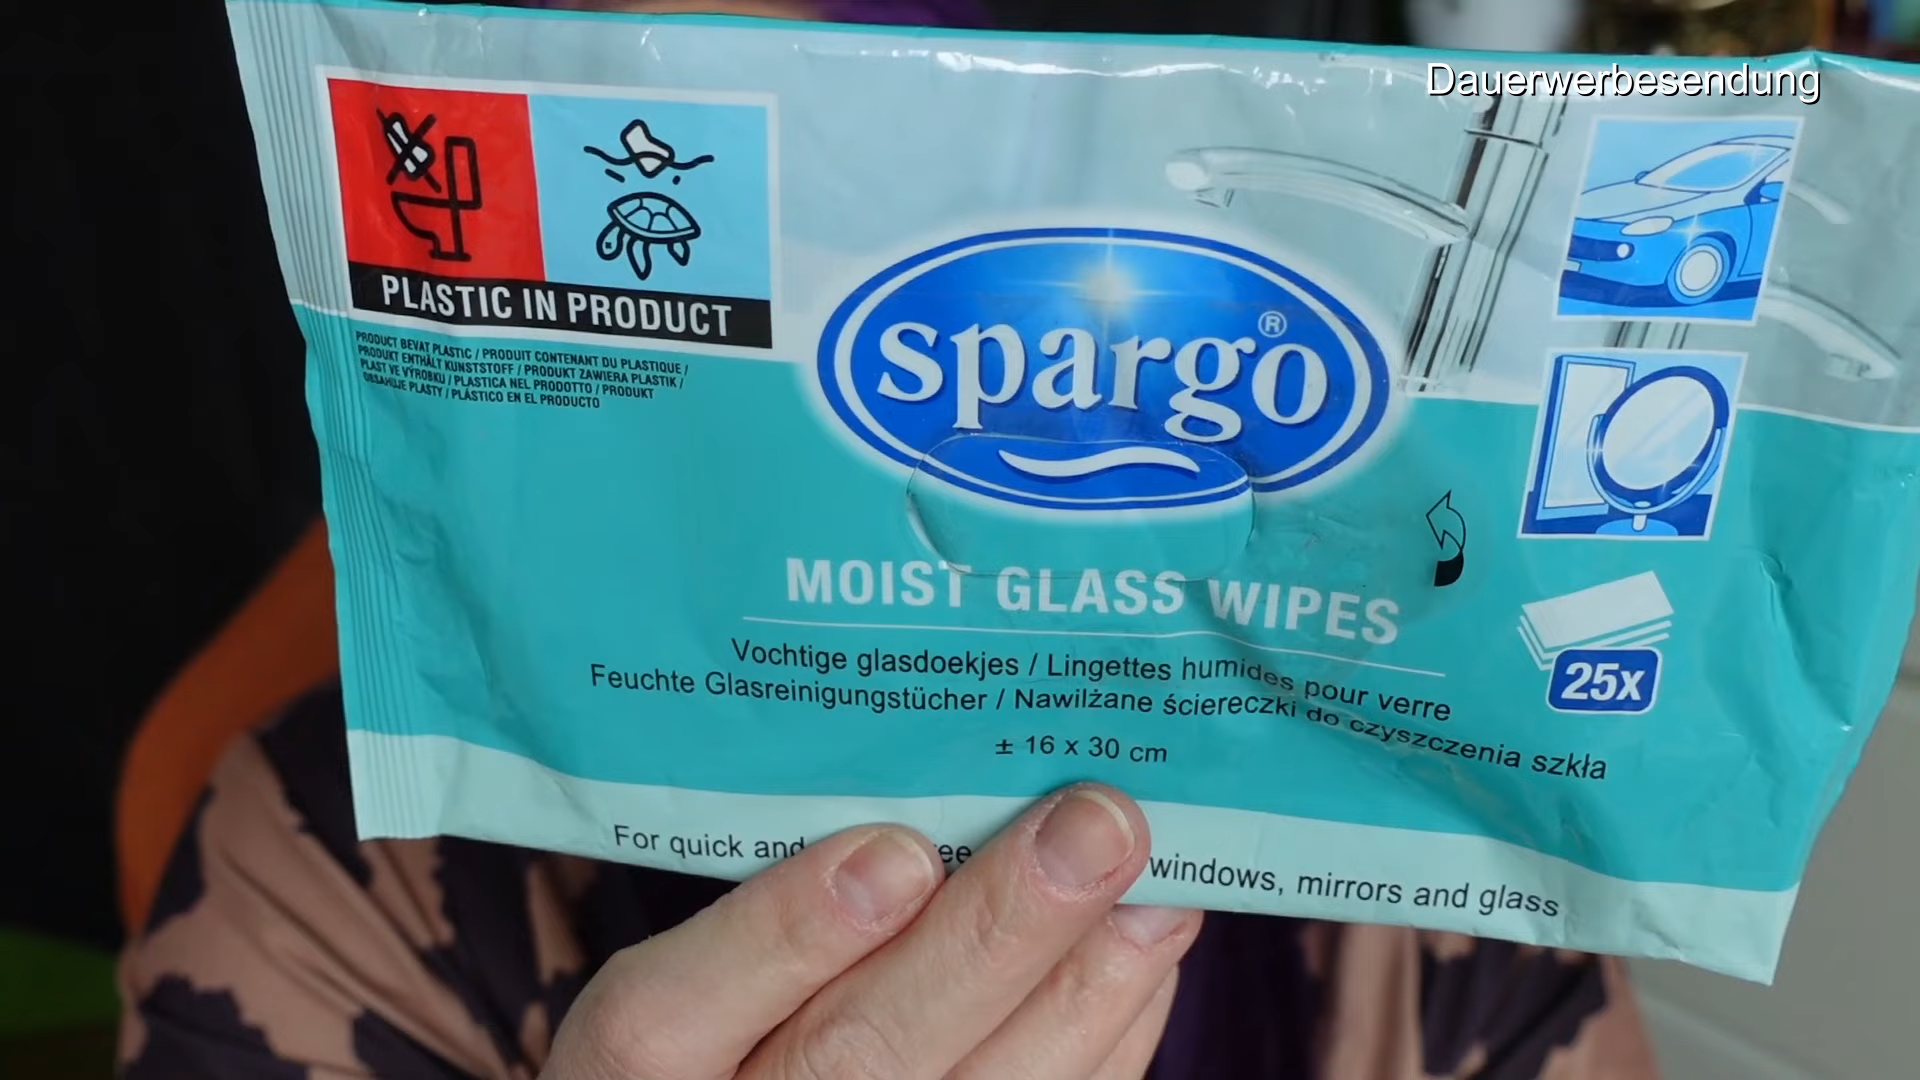 Dauerwerbesendung
PLASTIC IN PRODUCT
PRODUCT BEVAT PLASTIC / PRODUIT CONTENANT DU PLASTIQUE /
PRODUKT ENTHÄLT KUNSTSTOFF / PRODUKT ZAWIERA PLASTIK /
PLAST VE VÝROBKU / PLASTICA NEL PRODOTTO / PRODUKT
OBSAHUJE PLASTY / PLÁSTICO EN EL PRODUCTO
spargo®
MOIST GLASS WIPES
Vochtige glasdoekjes / Lingettes humides pour verre
Feuchte Glasreinigungstücher / Nawilżane ściereczki do czyszczenia szkła
± 16 x 30 cm
25x
For quick and windows, mirrors and glass